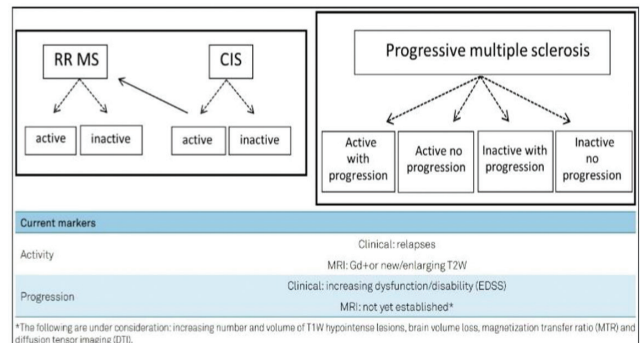 RR MS
CIS
active
inactive
active
inactive
Progressive multiple sclerosis
Active
with
progression
Active no
progression
Inactive with
progression
Inactive
no
progression
Current markers
Activity
Clinical: relapses
MRI: Gd+or new/enlarging T2W
Progression
Clinical: increasing dysfunction/disability (EDSS)
MRI: not yet established*
*The following are under consideration: increasing number and volume of T1W hypointense lesions, brain volume loss, magnetization transfer ratio (MTR) and
diffusion tensor imaging (DTI).